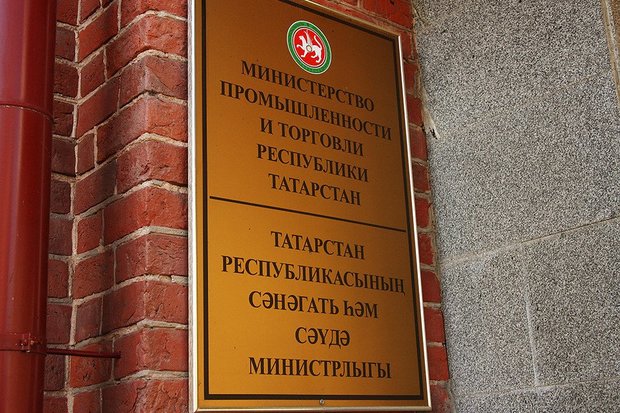 МИНИСТЕРСТВО
ПРОМЫШЛЕННОСТИ
И ТОРГОВЛИ
РЕСПУБЛИКИ
ТАТАРСТАН
ТАТАРСТАН
РЕСПУБЛИКАСЫНЫҢ
СӘНӘГАТЬ ҺӘМ
СӘҮДӘ
МИНИСТРЛЫГЫ